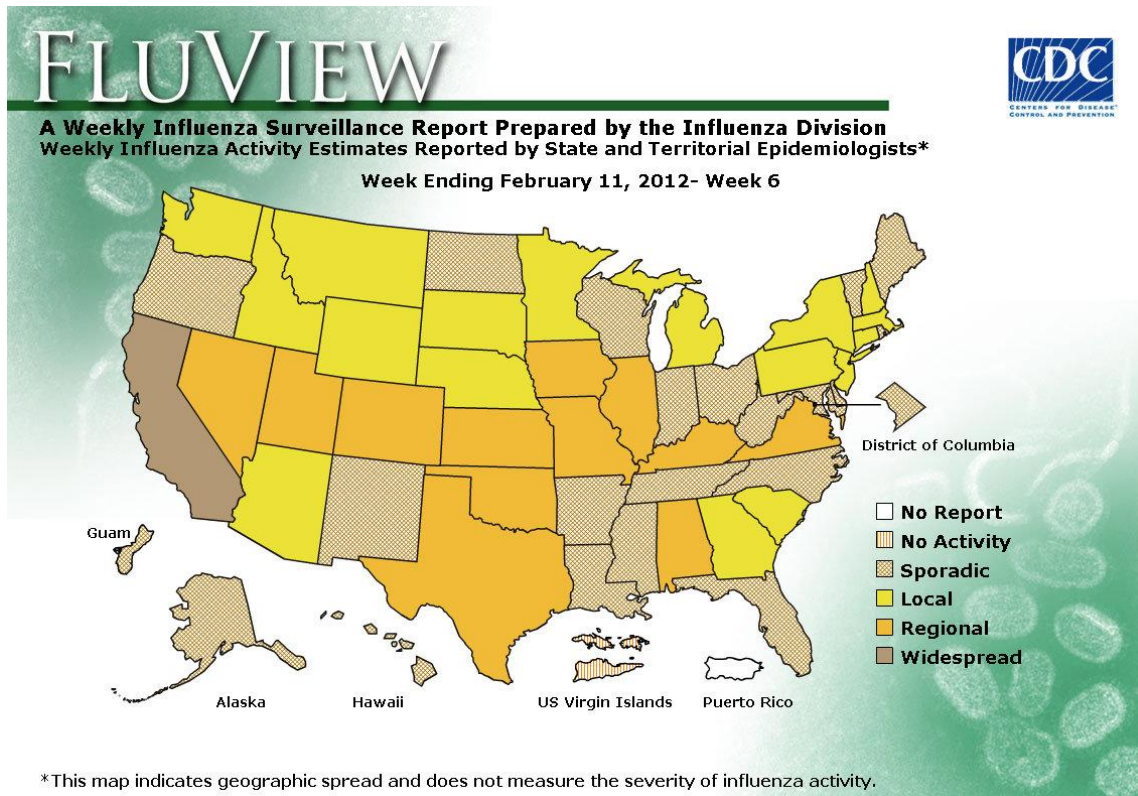 FLUVIEW
CDC
CENTERS FOR DISEASE™
CONTROL AND PREVENTION
A Weekly Influenza Surveillance Report Prepared by the Influenza Division
Weekly Influenza Activity Estimates Reported by State and Territorial Epidemiologists*
Week Ending February 11, 2012- Week 6
District of Columbia
No Report
No Activity
Sporadic
Local
Regional
Widespread
Guam
Alaska
Hawaii
US Virgin Islands
Puerto Rico
*This map indicates geographic spread and does not measure the severity of influenza activity.